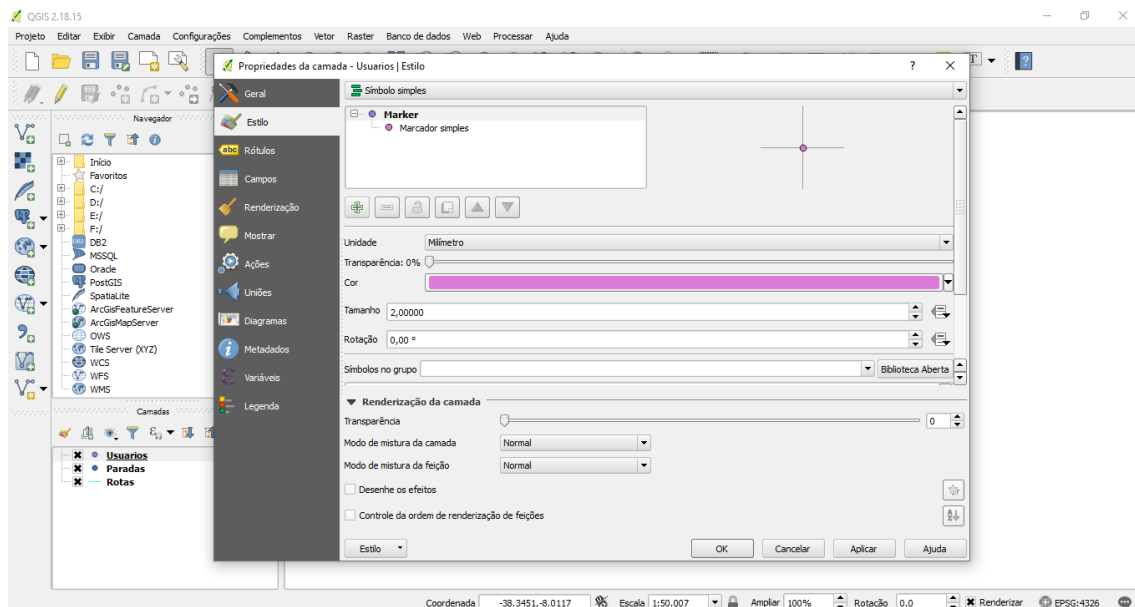 QGIS 2.18.15
Projeto Editar Exibir Camada Configurações Complementos Vetor Raster Banco de dados Web Processar Ajuda
Propriedades da camada - Usuarios | Estilo
Geral
Estilo
abc Rótulos
Campos
Renderização
Mostrar
Ações
Uniões
Diagramas
Metadados
Variáveis
Legenda
Símbolo simples
Marker
Marcador simples
Unidade Milímetro
Transparência: 0%
Cor
Tamanho 2,00000
Rotação 0,00 °
Símbolos no grupo Biblioteca Aberta
Renderização da camada
Transparência 0
Modo de mistura da camada Normal
Modo de mistura da feição Normal
Desenhe os efeitos
Controle da ordem de renderização de feições
Estilo OK Cancelar Aplicar Ajuda
Navegador
Início
Favoritos
C:/
D:/
E:/
F:/
DB2
MSSQL
Oracle
PostGIS
SpatiaLite
ArcGisFeatureServer
ArcGisMapServer
OWS
Tile Server (XYZ)
WCS
WFS
WMS
Camadas
Usuarios
Paradas
Rotas
Coordenada -38.3451,-8.0117 Escala 1:50.007 Ampliar 100% Rotação 0,0 Renderizar EPSG:4326